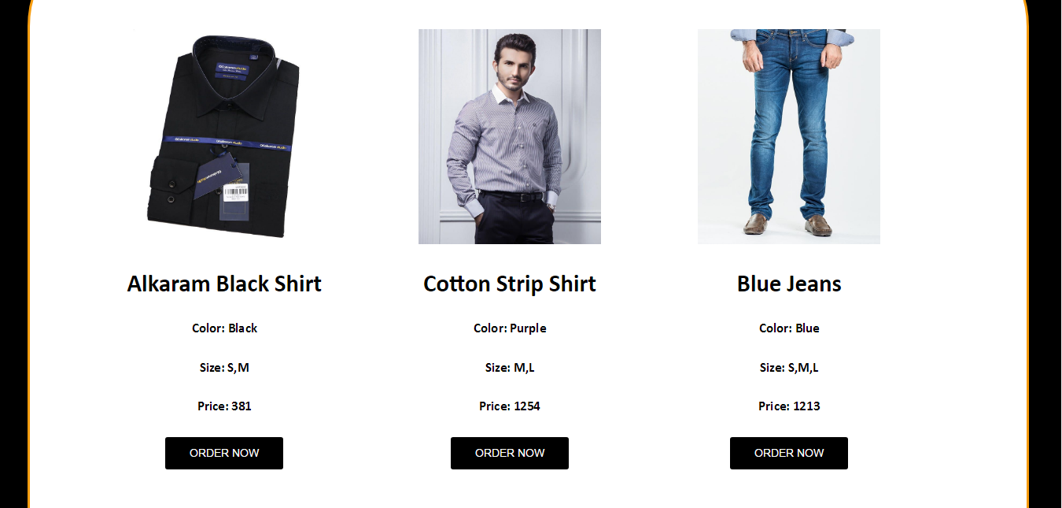 Alkaram Black Shirt
Color: Black
Size: S,M
Price: 381
ORDER NOW
Cotton Strip Shirt
Color: Purple
Size: M,L
Price: 1254
ORDER NOW
Blue Jeans
Color: Blue
Size: S,M,L
Price: 1213
ORDER NOW